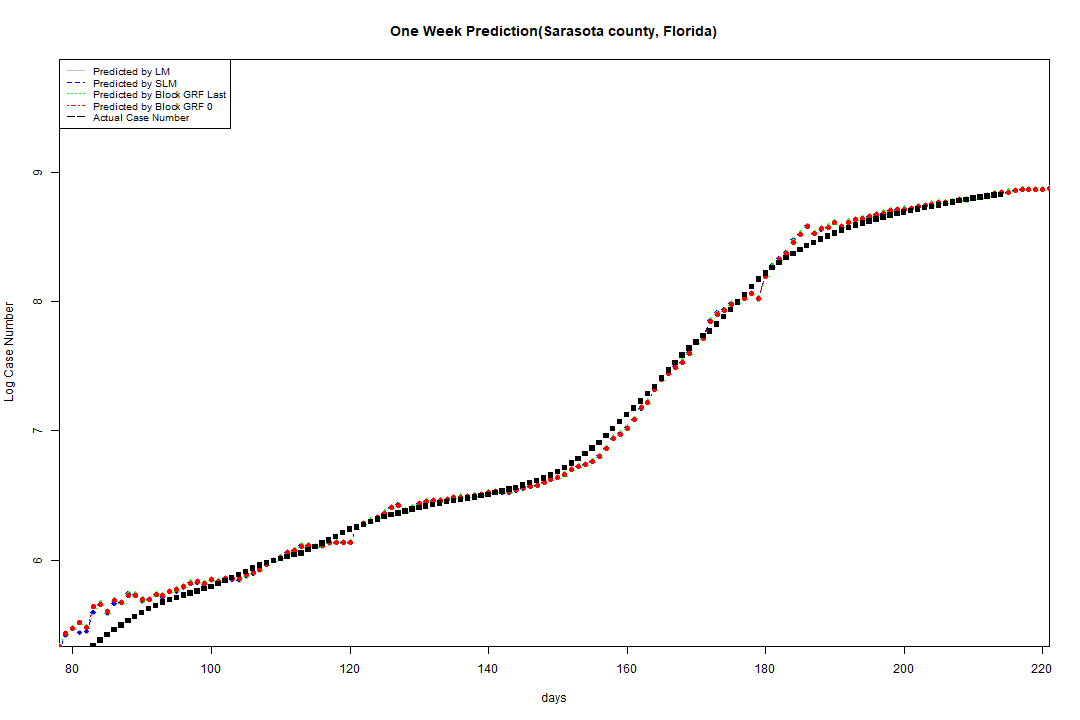 One Week Prediction(Sarasota county, Florida)
Predicted by LM
Predicted by SLM
Predicted by Block GRF Last
Predicted by Block GRF 0
Actual Case Number
9
8
7
6
Log Case Number
80 100 120 140 160 180 200 220
days